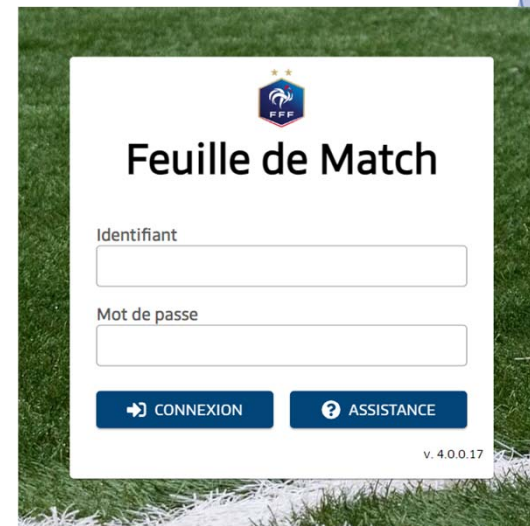 FFF
Feuille de Match
Identifiant
Mot de passe
CONNEXION
ASSISTANCE
v. 4.0.0.17